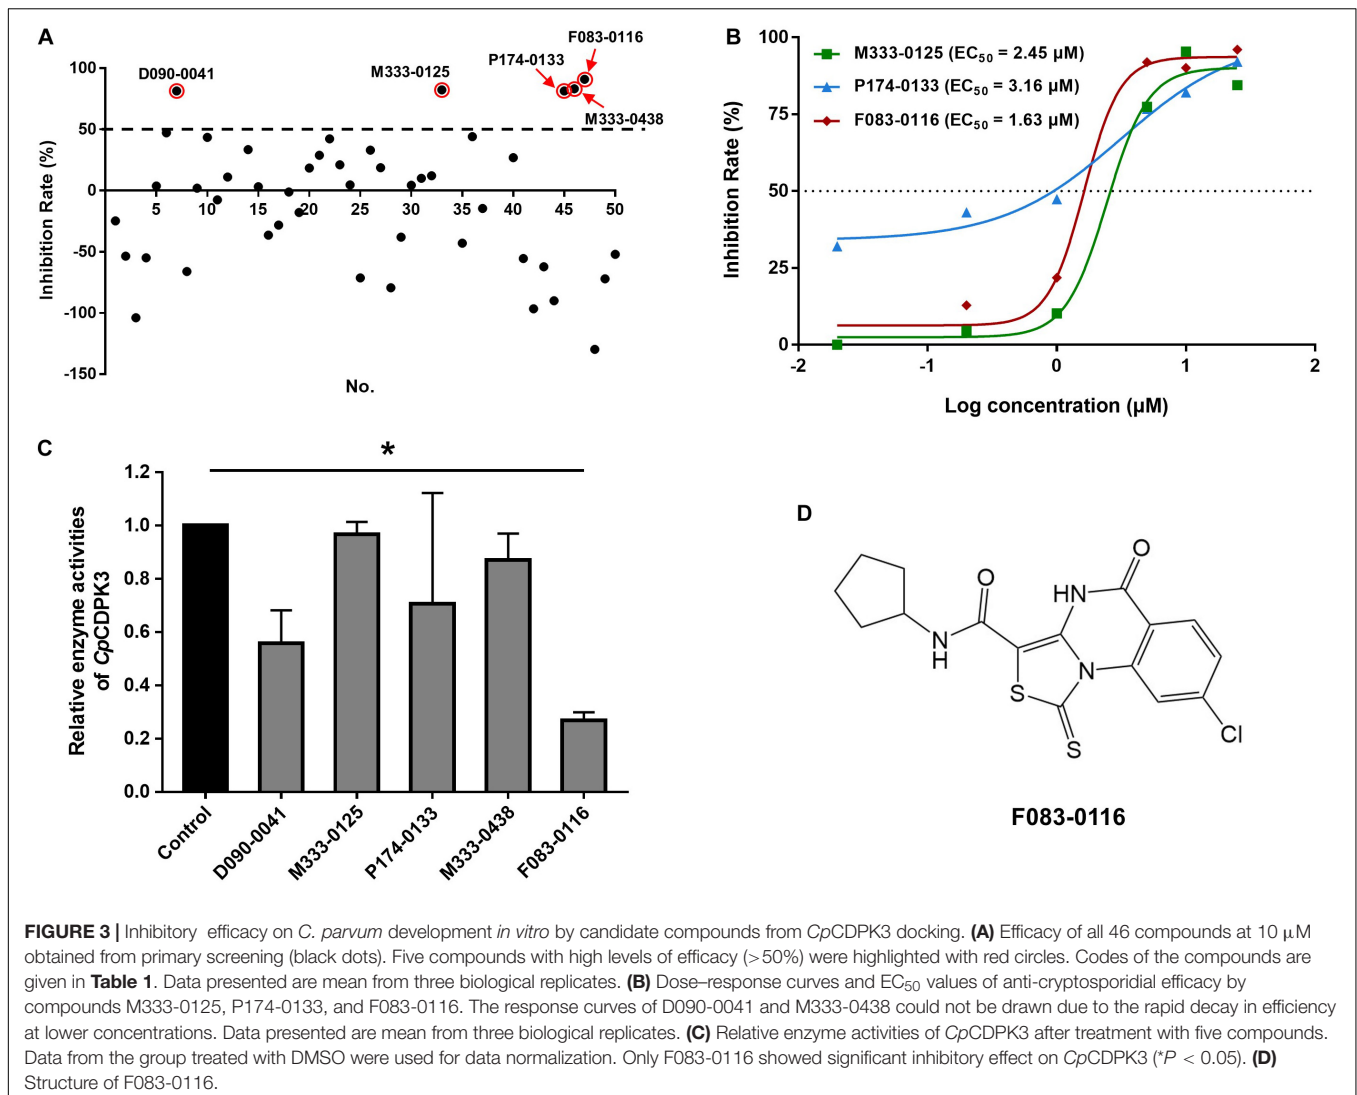 A
F083-0116
P174-0133
M333-0125
D090-0041
M333-0438
100
50
0
-50
-100
-150
5 10 15 20 25 30 35 40 45 50
Inhibition Rate (%)
No.
B
M333-0125 (EC50 = 2.45 µM)
P174-0133 (EC50 = 3.16 µM)
F083-0116 (EC50 = 1.63 µM)
100
75
50
25
0
-2 -1 0 1 2
Inhibition Rate (%)
Log concentration (µM)
C
*
1.2
1.0
0.8
0.6
0.4
0.2
0.0
Relative enzyme activities
of CpCDPK3
Control
D090-0041
M333-0125
P174-0133
M333-0438
F083-0116
D
O
O
HN
N
H
N
S
S
Cl
F083-0116
FIGURE 3 | Inhibitory efficacy on C. parvum development in vitro by candidate compounds from CpCDPK3 docking. (A) Efficacy of all 46 compounds at 10 µM
obtained from primary screening (black dots). Five compounds with high levels of efficacy (>50%) were highlighted with red circles. Codes of the compounds are
given in Table 1. Data presented are mean from three biological replicates. (B) Dose–response curves and EC50 values of anti-cryptosporidial efficacy by
compounds M333-0125, P174-0133, and F083-0116. The response curves of D090-0041 and M333-0438 could not be drawn due to the rapid decay in efficiency
at lower concentrations. Data presented are mean from three biological replicates. (C) Relative enzyme activities of CpCDPK3 after treatment with five compounds.
Data from the group treated with DMSO were used for data normalization. Only F083-0116 showed significant inhibitory effect on CpCDPK3 (*P < 0.05). (D)
Structure of F083-0116.